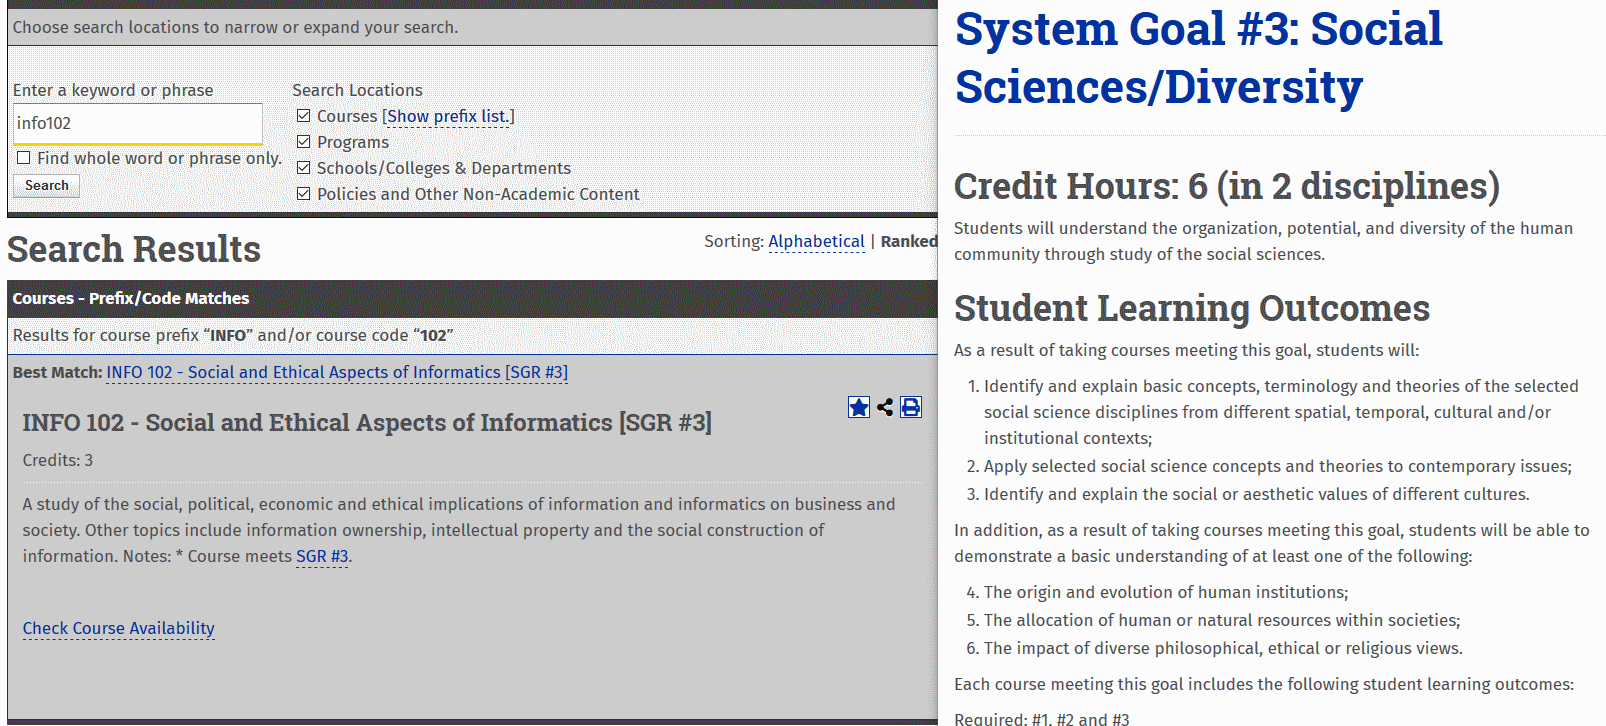 Choose search locations to narrow or expand your search.
Enter a keyword or phrase
info102
Find whole word or phrase only.
Search
Search Locations
Courses [Show prefix list.]
Programs
Schools/Colleges & Departments
Policies and Other Non-Academic Content
Search Results
Sorting: Alphabetical | Ranked
Courses - Prefix/Code Matches
Results for course prefix “INFO” and/or course code “102”
Best Match: INFO 102 - Social and Ethical Aspects of Informatics [SGR #3]
INFO 102 - Social and Ethical Aspects of Informatics [SGR #3]
Credits: 3
A study of the social, political, economic and ethical implications of information and informatics on business and
society. Other topics include information ownership, intellectual property and the social construction of
information. Notes: * Course meets SGR #3.
Check Course Availability
System Goal #3: Social
Sciences/Diversity
Credit Hours: 6 (in 2 disciplines)
Students will understand the organization, potential, and diversity of the human
community through study of the social sciences.
Student Learning Outcomes
As a result of taking courses meeting this goal, students will:
1. Identify and explain basic concepts, terminology and theories of the selected
social science disciplines from different spatial, temporal, cultural and/or
institutional contexts;
2. Apply selected social science concepts and theories to contemporary issues;
3. Identify and explain the social or aesthetic values of different cultures.
In addition, as a result of taking courses meeting this goal, students will be able to
demonstrate a basic understanding of at least one of the following:
4. The origin and evolution of human institutions;
5. The allocation of human or natural resources within societies;
6. The impact of diverse philosophical, ethical or religious views.
Each course meeting this goal includes the following student learning outcomes:
Required: #1, #2 and #3